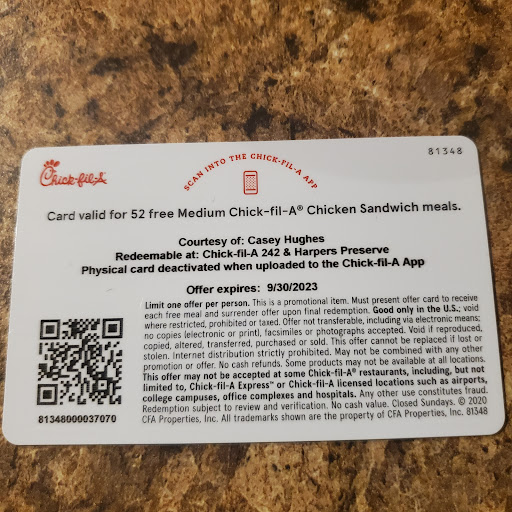 81348
Chick-fil-A
SCAN INTO THE CHICK-FIL-A APP
Card valid for 52 free Medium Chick-fil-A® Chicken Sandwich meals.
Courtesy of: Casey Hughes
Redeemable at: Chick-fil-A 242 & Harpers Preserve
Physical card deactivated when uploaded to the Chick-fil-A App
Offer expires: 9/30/2023
Limit one offer per person. This is a promotional item. Must present offer card to receive
each free meal and surrender offer upon final redemption. Good only in the U.S.; void
where restricted, prohibited or taxed. Offer not transferable, including via electronic means;
no copies (electronic or print), facsimiles or photographs accepted. Void if reproduced,
copied, altered, transferred, purchased or sold. This offer cannot be replaced if lost or
stolen. Internet distribution strictly prohibited. May not be combined with any other
promotion or offer. No cash refunds. Some products may not be available at all locations.
This offer may not be accepted at some Chick-fil-A® restaurants, including, but not
limited to, Chick-fil-A Express™ or Chick-fil-A licensed locations such as airports,
college campuses, office complexes and hospitals. Any other use constitutes fraud.
Redemption subject to review and verification. No cash value. Closed Sundays. © 2020
CFA Properties, Inc. All trademarks shown are the property of CFA Properties, Inc. 81348
81348000037070